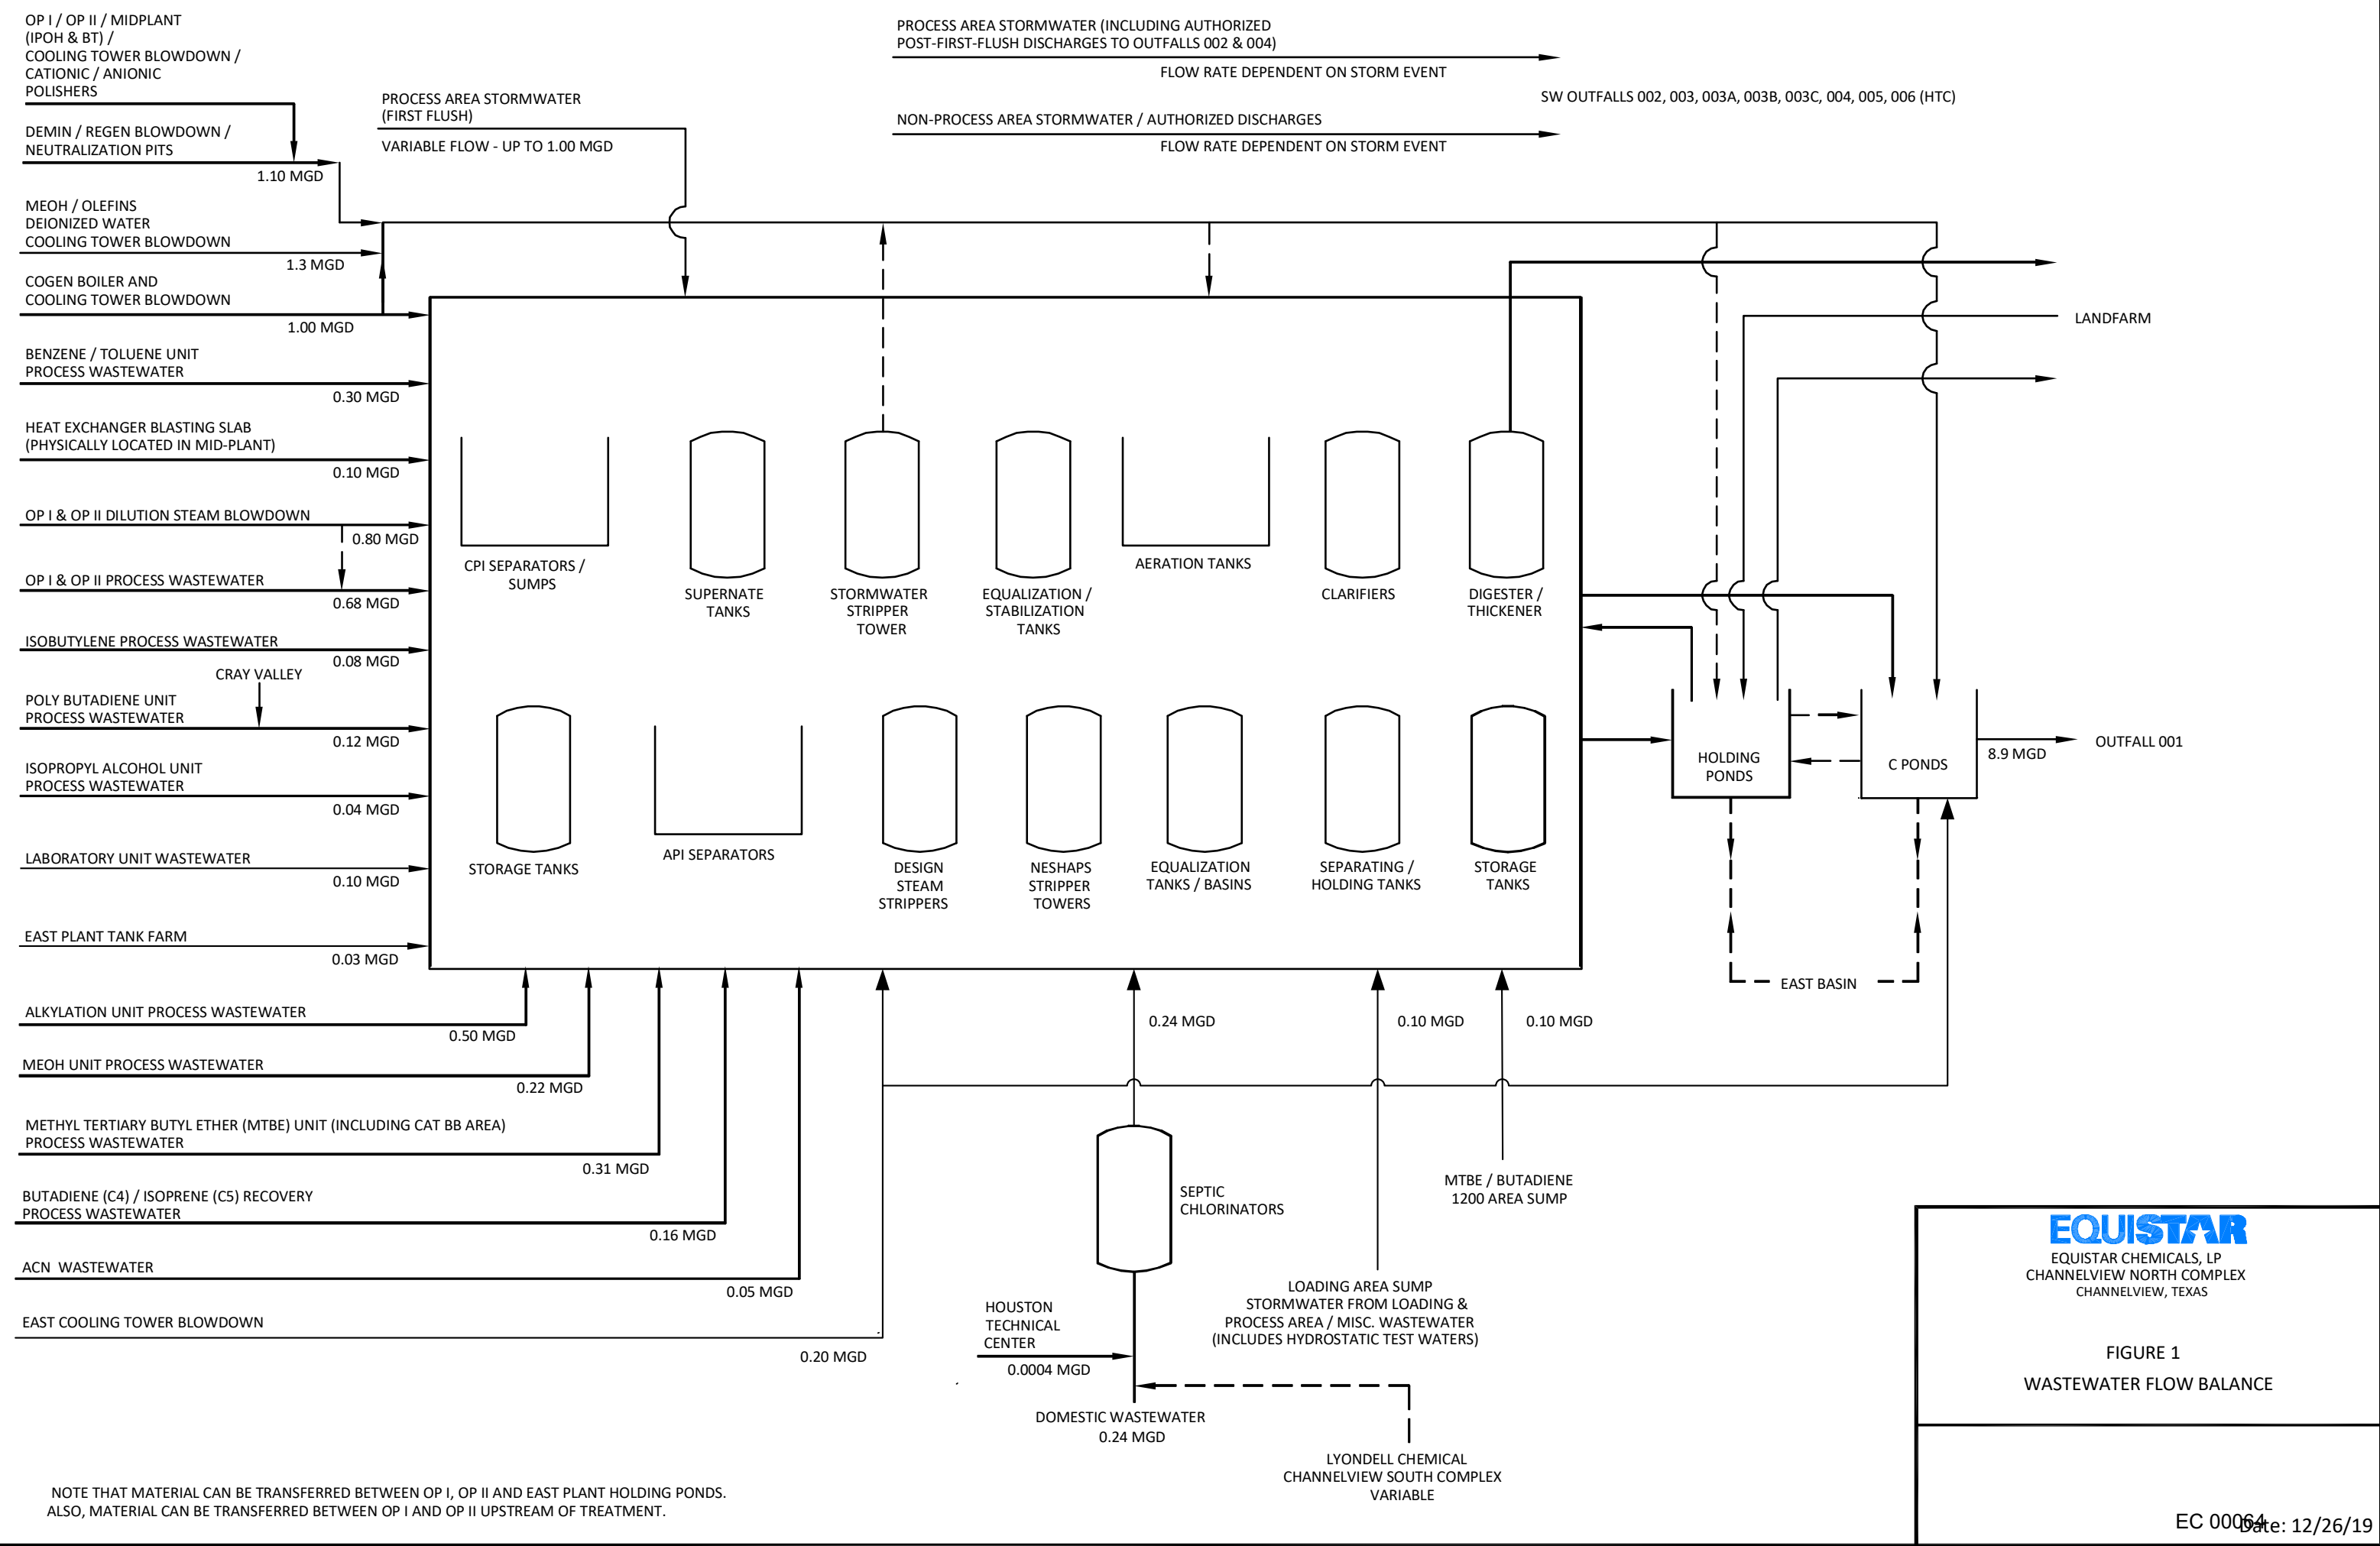 OP I / OP II / MIDPLANT
(IPOH & BT) /
COOLING TOWER BLOWDOWN /
CATIONIC / ANIONIC
POLISHERS
DEMIN / REGEN BLOWDOWN /
NEUTRALIZATION PITS
1.10 MGD
MEOH / OLEFINS
DEIONIZED WATER
COOLING TOWER BLOWDOWN
1.3 MGD
COGEN BOILER AND
COOLING TOWER BLOWDOWN
1.00 MGD
BENZENE / TOLUENE UNIT
PROCESS WASTEWATER
0.30 MGD
HEAT EXCHANGER BLASTING SLAB
(PHYSICALLY LOCATED IN MID-PLANT)
0.10 MGD
OP I & OP II DILUTION STEAM BLOWDOWN
0.80 MGD
OP I & OP II PROCESS WASTEWATER
0.68 MGD
ISOBUTYLENE PROCESS WASTEWATER
0.08 MGD
CRAY VALLEY
POLY BUTADIENE UNIT
PROCESS WASTEWATER
0.12 MGD
ISOPROPYL ALCOHOL UNIT
PROCESS WASTEWATER
0.04 MGD
LABORATORY UNIT WASTEWATER
0.10 MGD
EAST PLANT TANK FARM
0.03 MGD
ALKYLATION UNIT PROCESS WASTEWATER
0.50 MGD
MEOH UNIT PROCESS WASTEWATER
0.22 MGD
METHYL TERTIARY BUTYL ETHER (MTBE) UNIT (INCLUDING CAT BB AREA)
PROCESS WASTEWATER
0.31 MGD
BUTADIENE (C4) / ISOPRENE (C5) RECOVERY
PROCESS WASTEWATER
0.16 MGD
ACN WASTEWATER
0.05 MGD
EAST COOLING TOWER BLOWDOWN
0.20 MGD
PROCESS AREA STORMWATER
(FIRST FLUSH)
VARIABLE FLOW - UP TO 1.00 MGD
PROCESS AREA STORMWATER (INCLUDING AUTHORIZED
POST-FIRST-FLUSH DISCHARGES TO OUTFALLS 002 & 004)
FLOW RATE DEPENDENT ON STORM EVENT
NON-PROCESS AREA STORMWATER / AUTHORIZED DISCHARGES
FLOW RATE DEPENDENT ON STORM EVENT
SW OUTFALLS 002, 003, 003A, 003B, 003C, 004, 005, 006 (HTC)
CPI SEPARATORS /
SUMPS
SUPERNATE
TANKS
STORMWATER
STRIPPER
TOWER
EQUALIZATION /
STABILIZATION
TANKS
AERATION TANKS
CLARIFIERS
DIGESTER /
THICKENER
STORAGE TANKS
API SEPARATORS
DESIGN
STEAM
STRIPPERS
NESHAPS
STRIPPER
TOWERS
EQUALIZATION
TANKS / BASINS
SEPARATING /
HOLDING TANKS
STORAGE
TANKS
LANDFARM
HOLDING
PONDS
C PONDS
8.9 MGD
OUTFALL 001
EAST BASIN
0.24 MGD
0.10 MGD
0.10 MGD
SEPTIC
CHLORINATORS
MTBE / BUTADIENE
1200 AREA SUMP
LOADING AREA SUMP
STORMWATER FROM LOADING &
PROCESS AREA / MISC. WASTEWATER
(INCLUDES HYDROSTATIC TEST WATERS)
HOUSTON
TECHNICAL
CENTER
0.0004 MGD
DOMESTIC WASTEWATER
0.24 MGD
LYONDELL CHEMICAL
CHANNELVIEW SOUTH COMPLEX
VARIABLE
NOTE THAT MATERIAL CAN BE TRANSFERRED BETWEEN OP I, OP II AND EAST PLANT HOLDING PONDS.
ALSO, MATERIAL CAN BE TRANSFERRED BETWEEN OP I AND OP II UPSTREAM OF TREATMENT.
EQUISTAR
EQUISTAR CHEMICALS, LP
CHANNELVIEW NORTH COMPLEX
CHANNELVIEW, TEXAS
FIGURE 1
WASTEWATER FLOW BALANCE
EC 00064
Date: 12/26/19